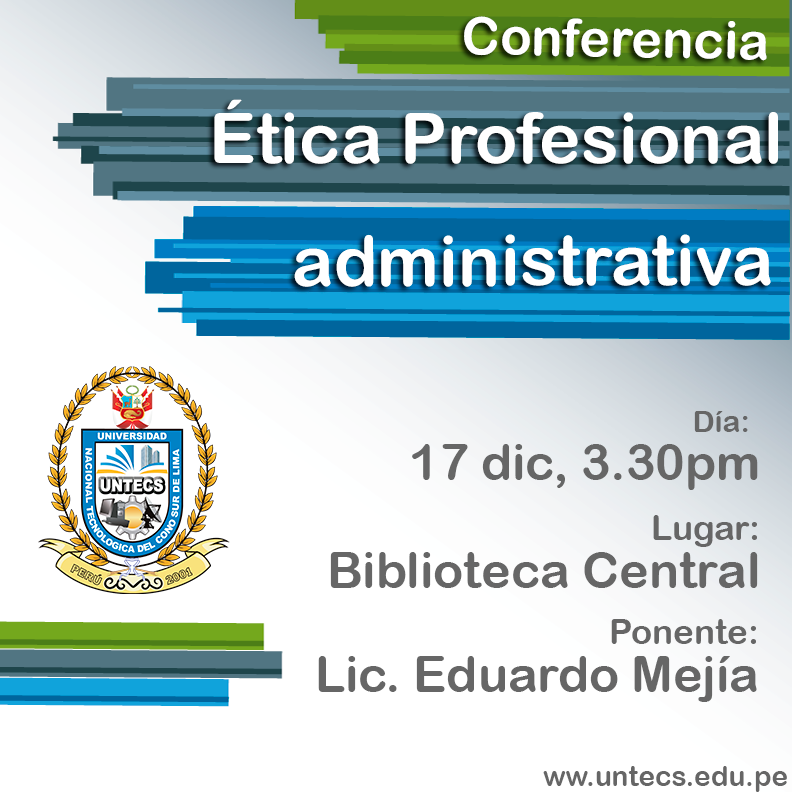 Conferencia
Ética Profesional
administrativa
UNIVERSIDAD
NACIONAL TECNOLOGICA DEL CONO SUR DE LIMA
UNTECS
PERÚ 2001
Día:
17 dic, 3.30pm
Lugar:
Biblioteca Central
Ponente:
Lic. Eduardo Mejía
www.untecs.edu.pe